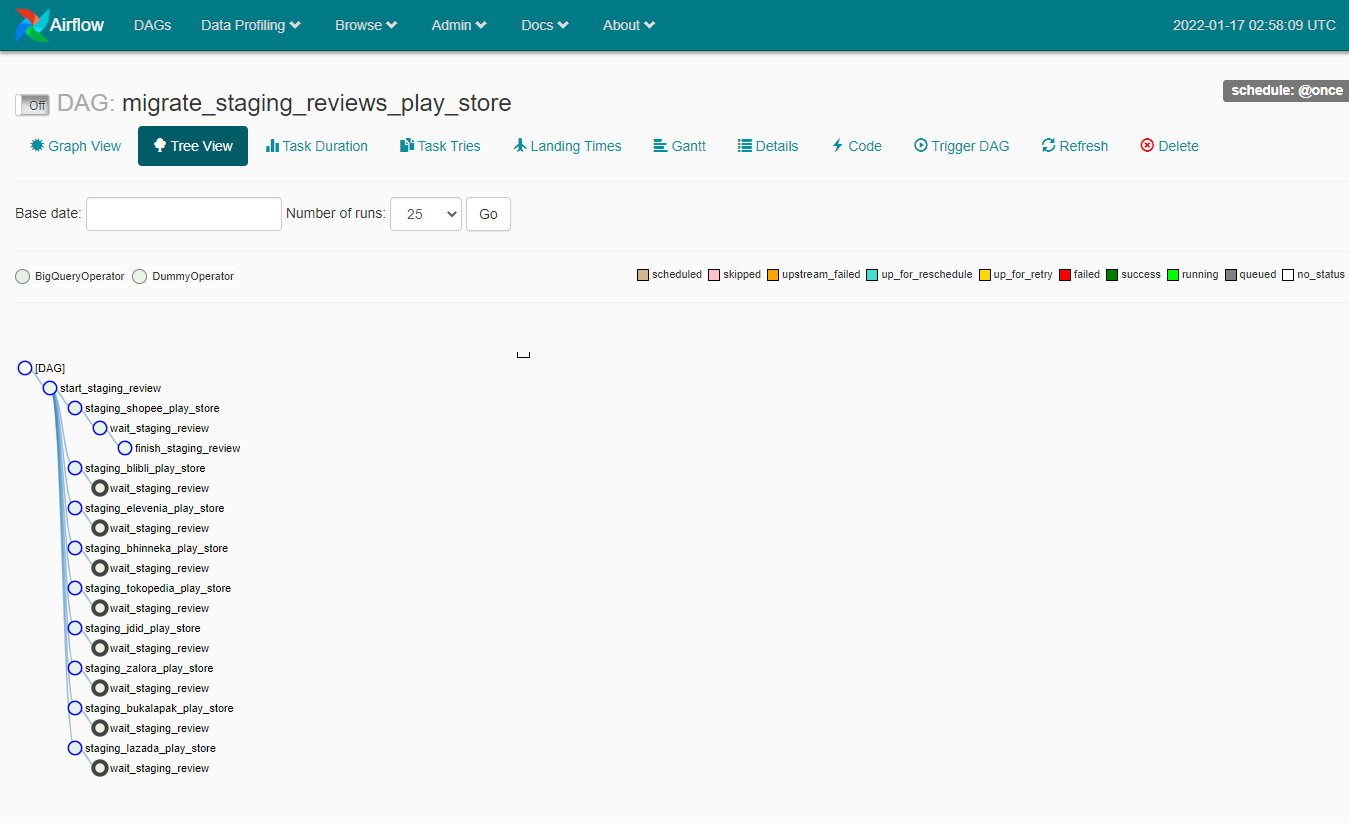 Airflow DAGs Data Profiling Browse Admin Docs About 2022-01-17 02:58:09 UTC
schedule: @once
Off DAG: migrate_staging_reviews_play_store
Graph View Tree View Task Duration Task Tries Landing Times Gantt Details Code Trigger DAG Refresh Delete
Base date: Number of runs: 25 Go
BigQueryOperator DummyOperator scheduled skipped upstream_failed up_for_reschedule up_for_retry failed success running queued no_status
[DAG]
start_staging_review
staging_shopee_play_store
wait_staging_review
finish_staging_review
staging_blibli_play_store
wait_staging_review
staging_elevenia_play_store
wait_staging_review
staging_bhinneka_play_store
wait_staging_review
staging_tokopedia_play_store
wait_staging_review
staging_jdid_play_store
wait_staging_review
staging_zalora_play_store
wait_staging_review
staging_bukalapak_play_store
wait_staging_review
staging_lazada_play_store
wait_staging_review